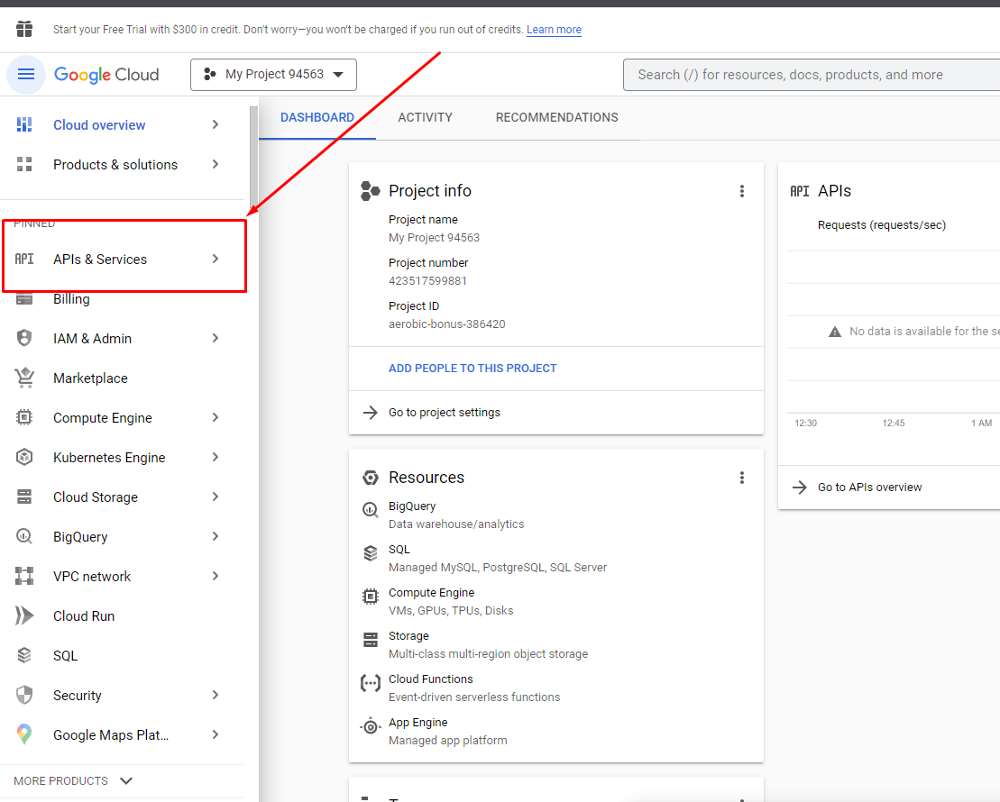 Start your Free Trial with $300 in credit. Don't worry—you won't be charged if you run out of credits. Learn more
Google Cloud
My Project 94563
Search (/) for resources, docs, products, and more
Cloud overview
Products & solutions
PINNED
APIs & Services
Billing
IAM & Admin
Marketplace
Compute Engine
Kubernetes Engine
Cloud Storage
BigQuery
VPC network
Cloud Run
SQL
Security
Google Maps Plat...
MORE PRODUCTS
DASHBOARD
ACTIVITY
RECOMMENDATIONS
Project info
Project name
My Project 94563
Project number
423517599881
Project ID
aerobic-bonus-386420
ADD PEOPLE TO THIS PROJECT
Go to project settings
Resources
BigQuery
Data warehouse/analytics
SQL
Managed MySQL, PostgreSQL, SQL Server
Compute Engine
VMs, GPUs, TPUs, Disks
Storage
Multi-class multi-region object storage
Cloud Functions
Event-driven serverless functions
App Engine
Managed app platform
API APIs
Requests (requests/sec)
No data is available for the se
12:30 12:45 1 AM
Go to APIs overview